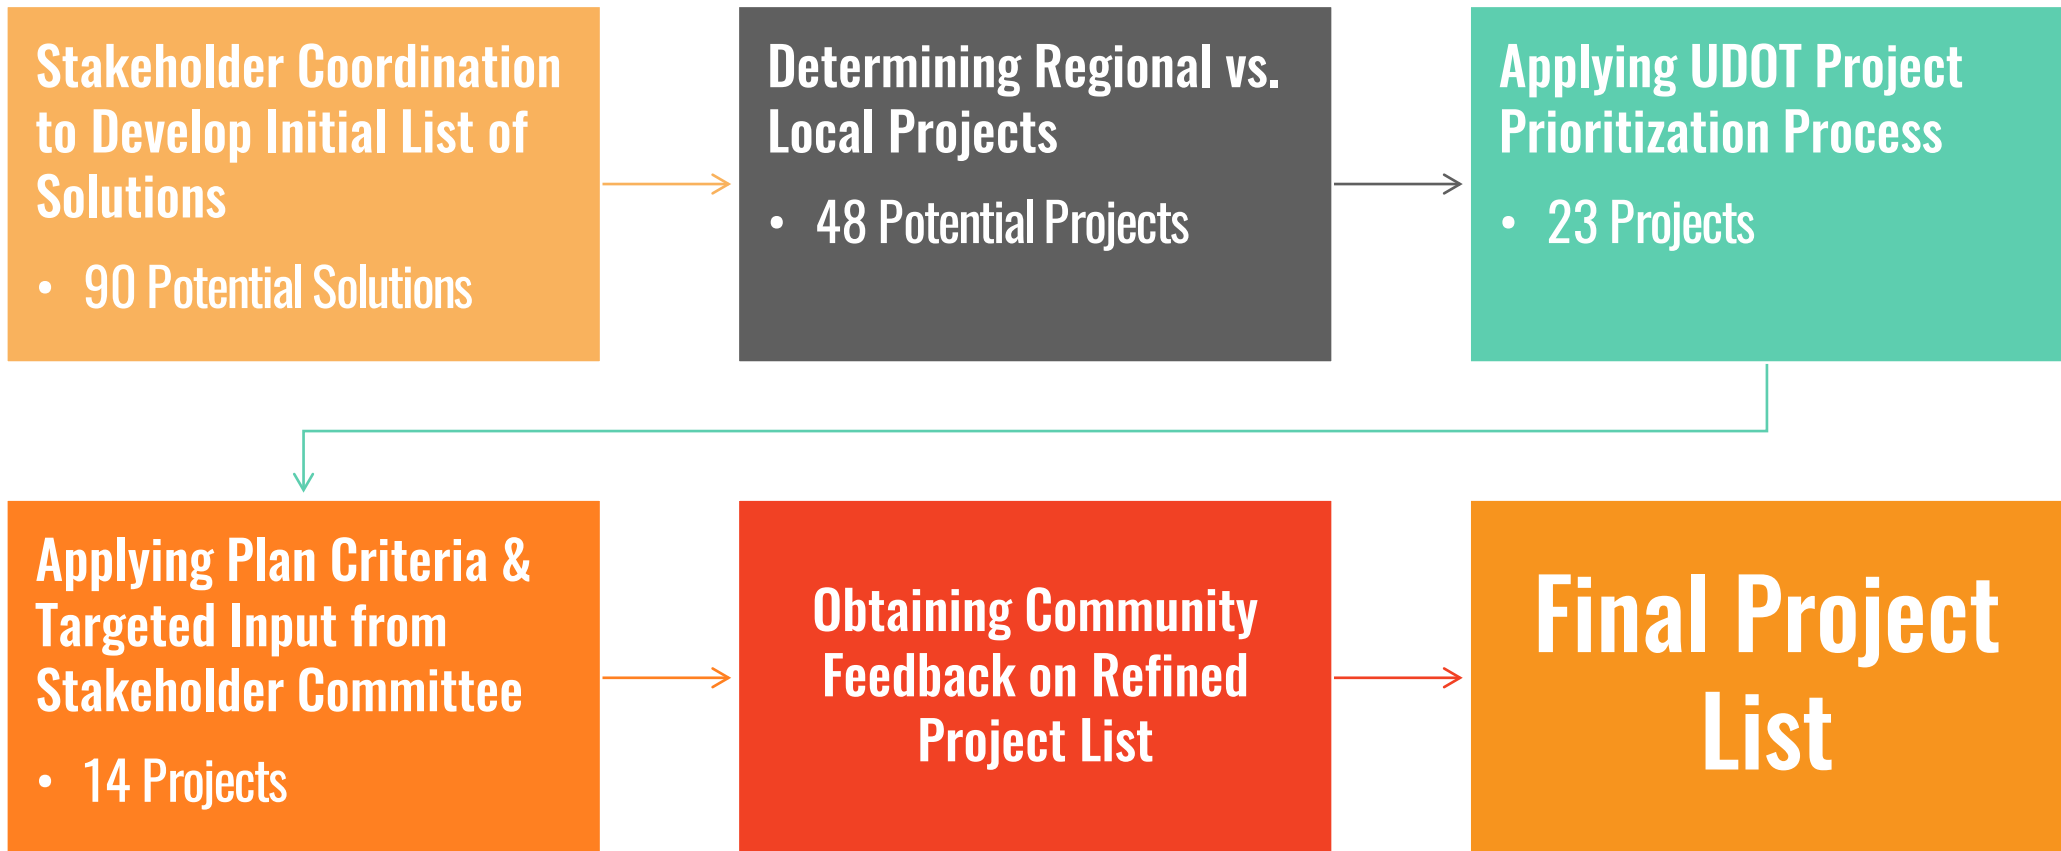 Stakeholder Coordination
to Develop Initial List of
Solutions
• 90 Potential Solutions
Determining Regional vs.
Local Projects
• 48 Potential Projects
Applying UDOT Project
Prioritization Process
• 23 Projects
Applying Plan Criteria &
Targeted Input from
Stakeholder Committee
• 14 Projects
Obtaining Community
Feedback on Refined
Project List
Final Project
List